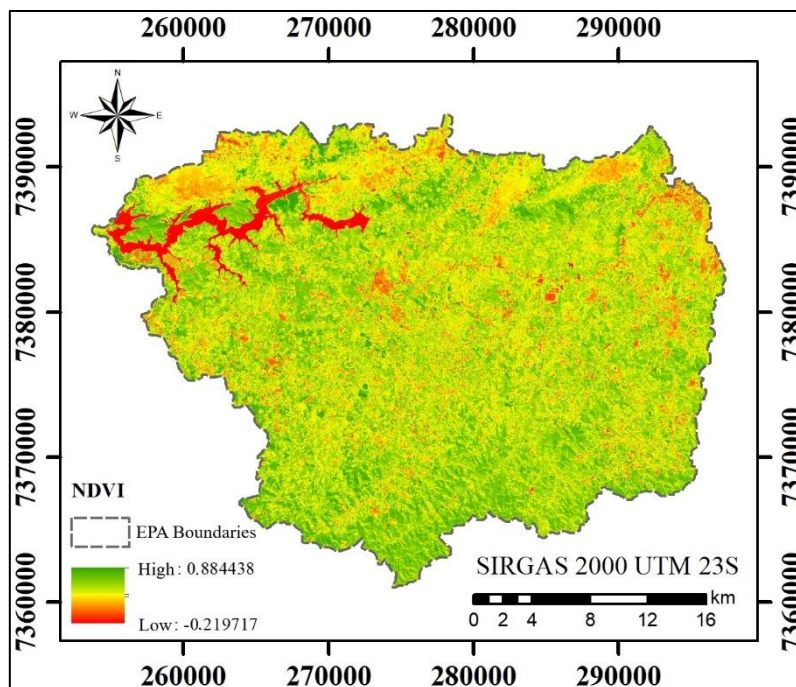 260000 270000 280000 290000
N
W E
S
7390000 7390000
7380000 7380000
7370000 7370000
7360000 7360000
NDVI
EPA Boundaries
High: 0.884438
Low: -0.219717
SIRGAS 2000 UTM 23S
km
0 2 4 8 12 16
260000 270000 280000 290000